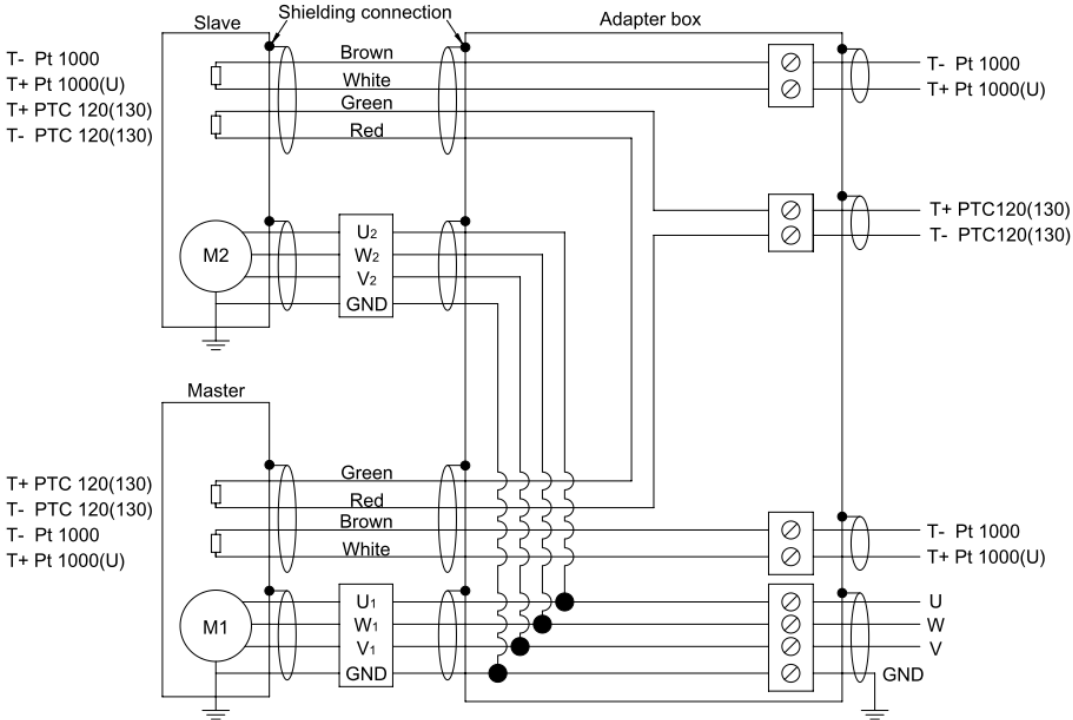 Shielding connection
Slave
Adapter box
T- Pt 1000
T+ Pt 1000(U)
T+ PTC 120(130)
T- PTC 120(130)
Brown
White
Green
Red
T- Pt 1000
T+ Pt 1000(U)
T+ PTC120(130)
T- PTC120(130)
M2
U2
W2
V2
GND
Master
T+ PTC 120(130)
T- PTC 120(130)
T- Pt 1000
T+ Pt 1000(U)
Green
Red
Brown
White
T- Pt 1000
T+ Pt 1000(U)
M1
U1
W1
V1
GND
U
W
V
GND